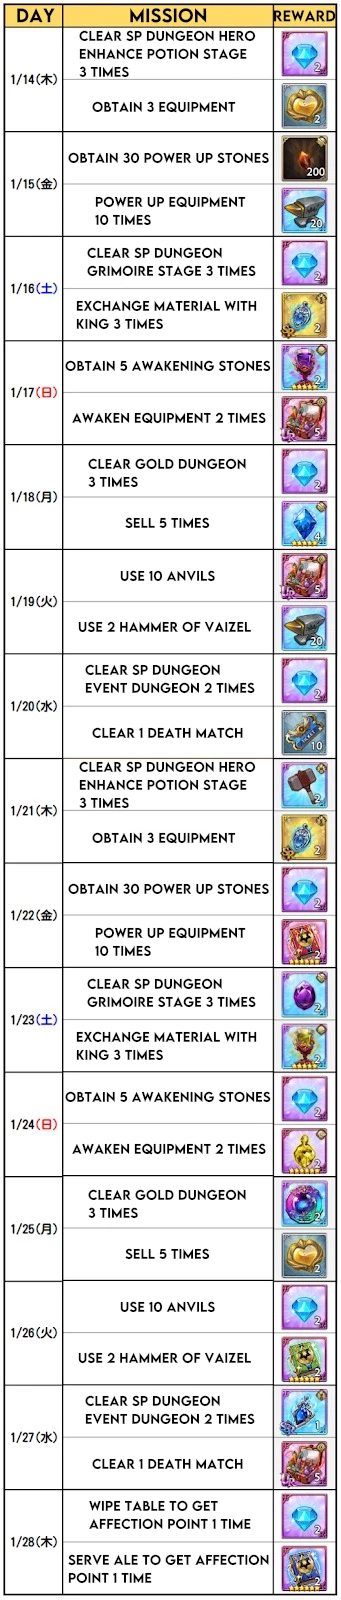 DAY MISSION REWARD
1/14(木)
CLEAR SP DUNGEON HERO
ENHANCE POTION STAGE
3 TIMES
2
OBTAIN 3 EQUIPMENT
2
1/15(金)
OBTAIN 30 POWER UP STONES
200
POWER UP EQUIPMENT
10 TIMES
20
1/16(土)
CLEAR SP DUNGEON
GRIMOIRE STAGE 3 TIMES
2
EXCHANGE MATERIAL WITH
KING 3 TIMES
2
1/17(日)
OBTAIN 5 AWAKENING STONES
2
AWAKEN EQUIPMENT 2 TIMES
5
1/18(月)
CLEAR GOLD DUNGEON
3 TIMES
2
SELL 5 TIMES
4
1/19(火)
USE 10 ANVILS
5
USE 2 HAMMER OF VAIZEL
20
1/20(水)
CLEAR SP DUNGEON
EVENT DUNGEON 2 TIMES
2
CLEAR 1 DEATH MATCH
10
1/21(木)
CLEAR SP DUNGEON HERO
ENHANCE POTION STAGE
3 TIMES
2
OBTAIN 3 EQUIPMENT
2
1/22(金)
OBTAIN 30 POWER UP STONES
2
POWER UP EQUIPMENT
10 TIMES
2
1/23(土)
CLEAR SP DUNGEON
GRIMOIRE STAGE 3 TIMES
2
EXCHANGE MATERIAL WITH
KING 3 TIMES
2
1/24(日)
OBTAIN 5 AWAKENING STONES
2
AWAKEN EQUIPMENT 2 TIMES
2
1/25(月)
CLEAR GOLD DUNGEON
3 TIMES
2
SELL 5 TIMES
2
1/26(火)
USE 10 ANVILS
2
USE 2 HAMMER OF VAIZEL
2
1/27(水)
CLEAR SP DUNGEON
EVENT DUNGEON 2 TIMES
1
CLEAR 1 DEATH MATCH
5
1/28(木)
WIPE TABLE TO GET
AFFECTION POINT 1 TIME
2
SERVE ALE TO GET AFFECTION
POINT 1 TIME
2